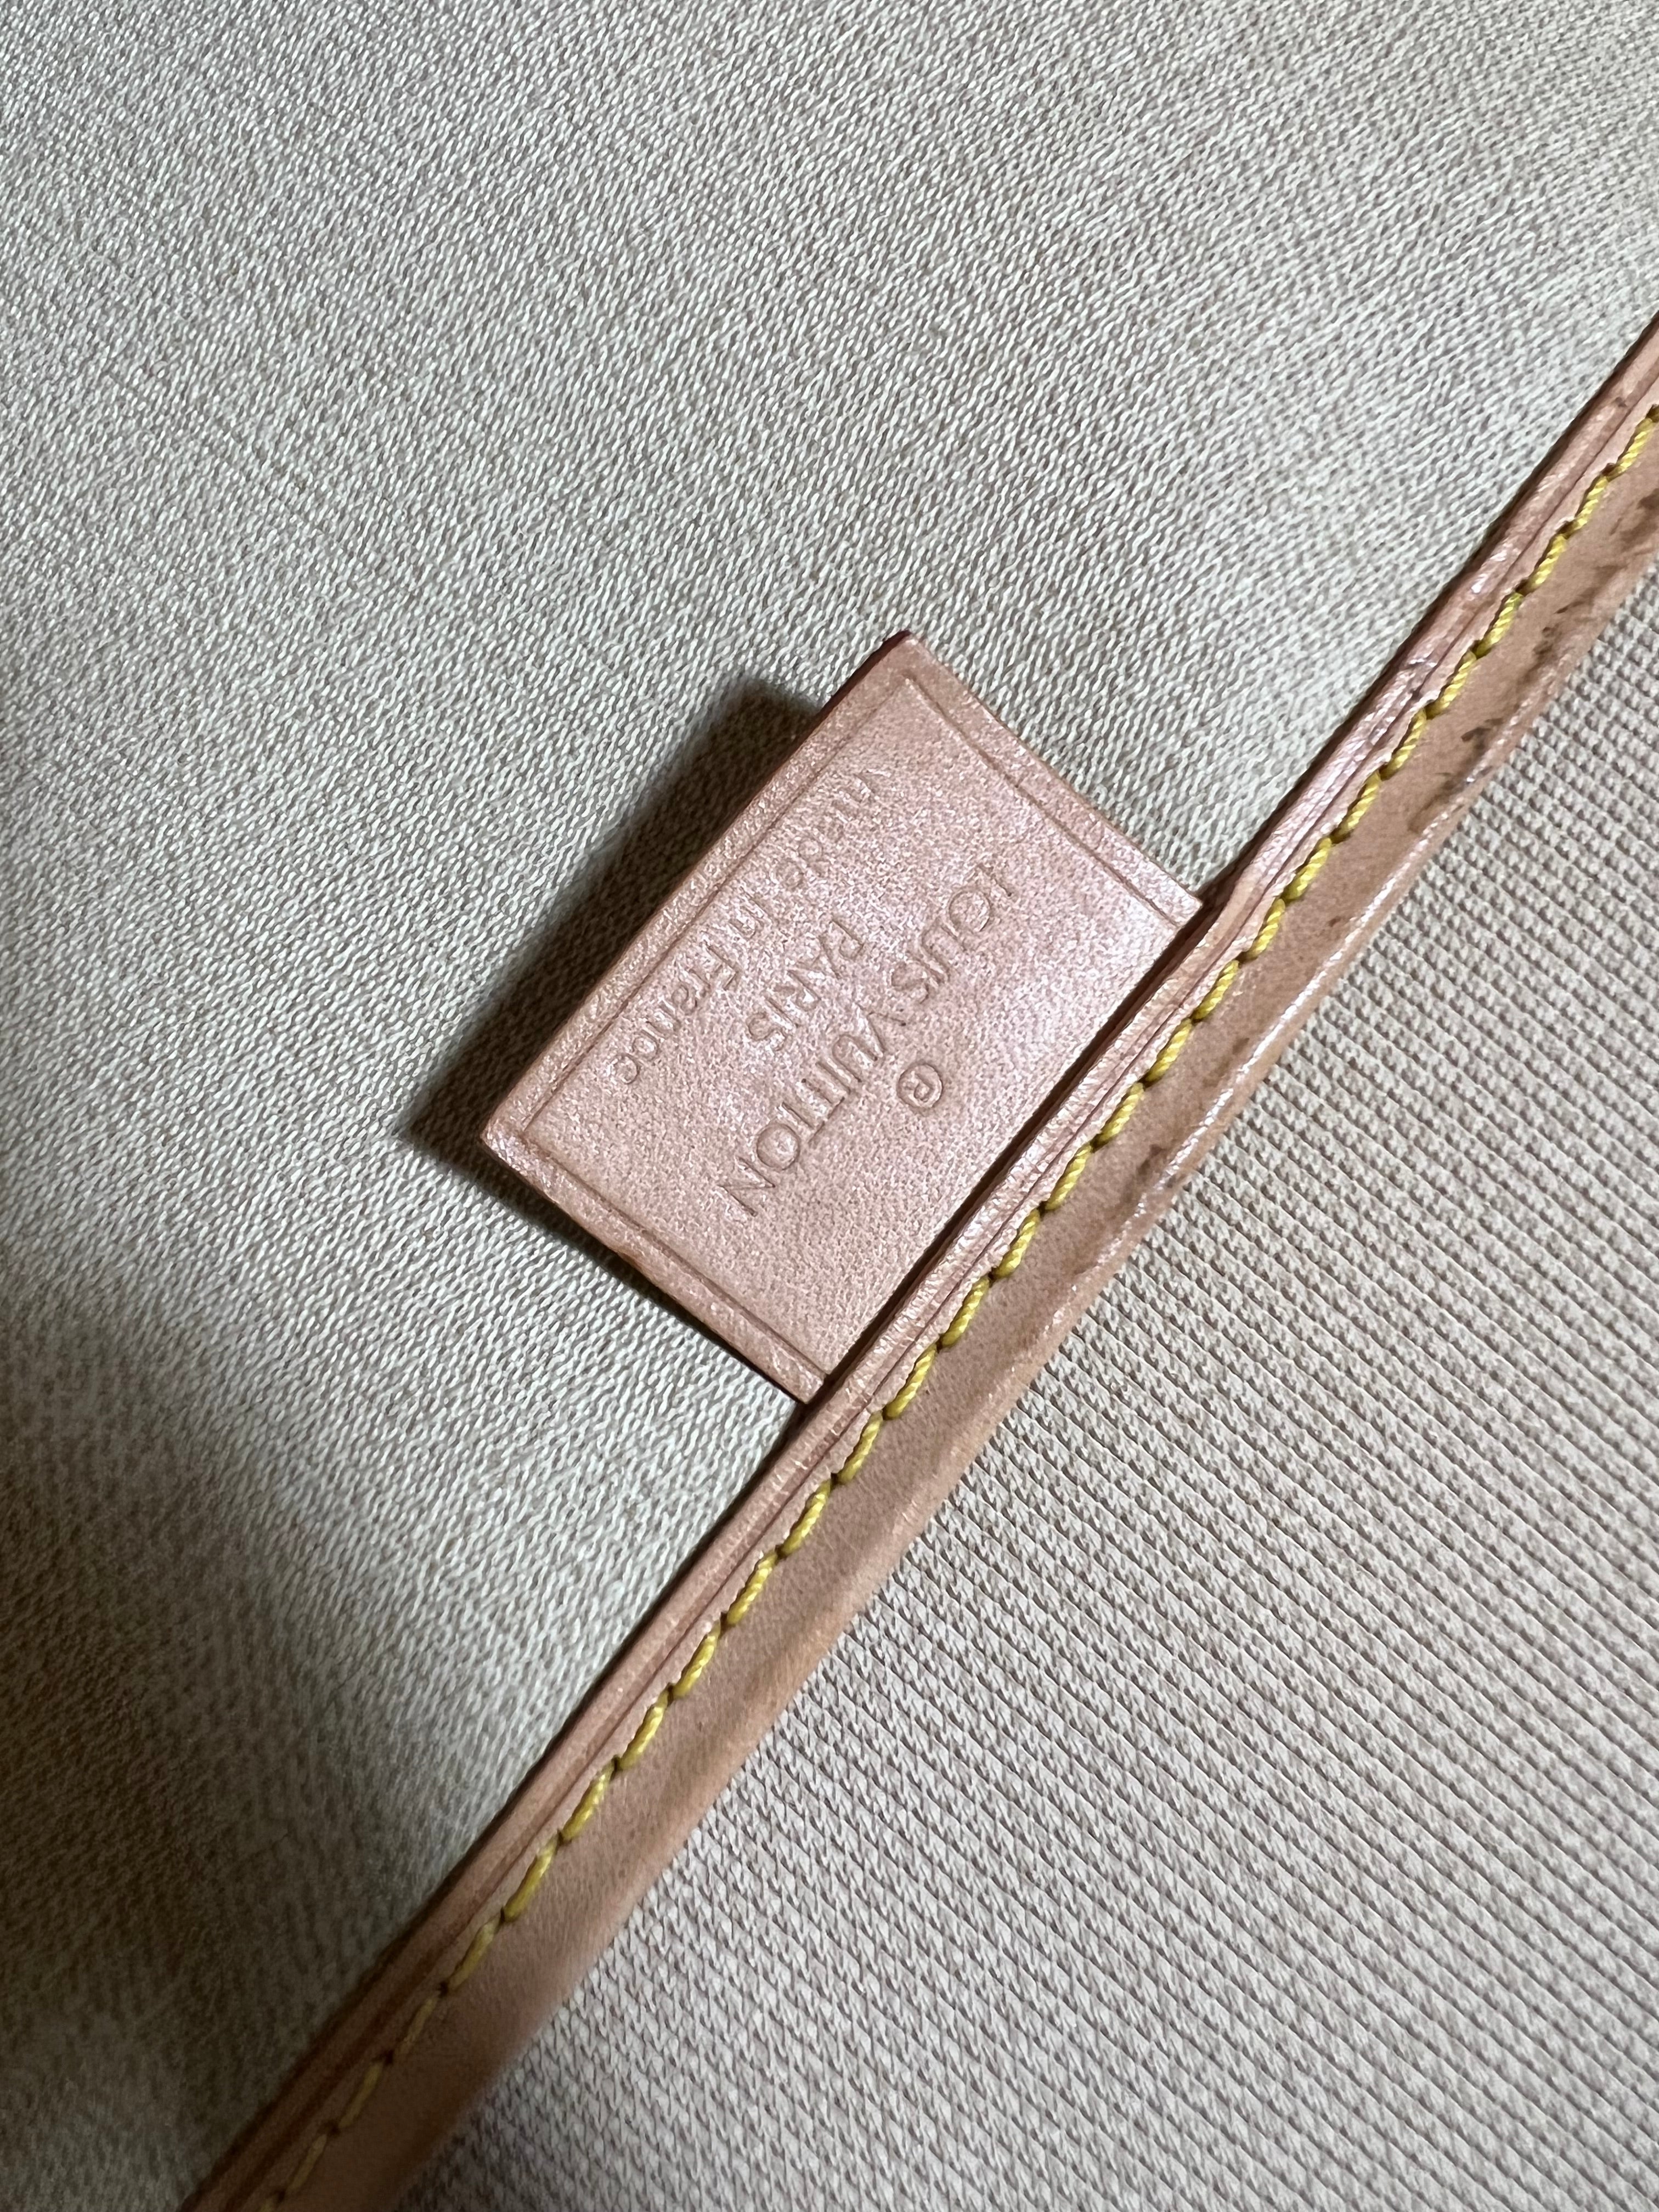 ®
LOUIS VUITTON
PARIS
Made in France